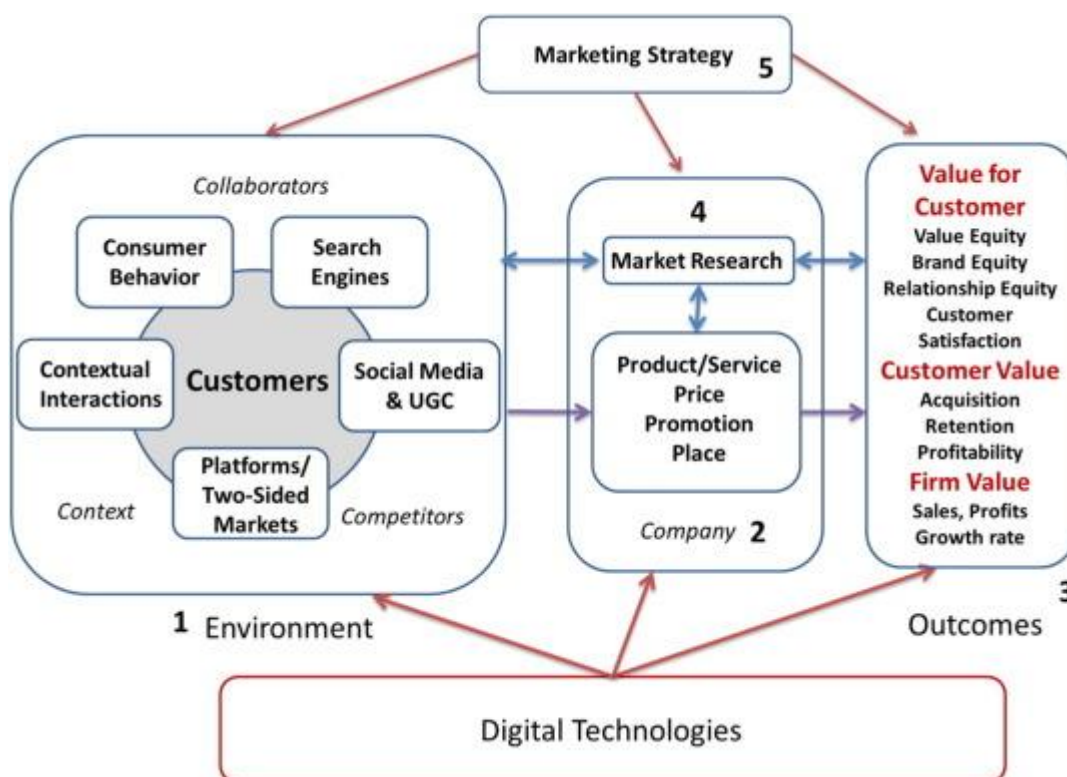 Marketing Strategy
5
Collaborators
Consumer
Behavior
Search
Engines
Contextual
Interactions
Customers
Social Media
& UGC
Platforms/
Two-Sided
Markets
Context
Competitors
1 Environment
4
Market Research
Product/Service
Price
Promotion
Place
Company 2
Value for
Customer
Value Equity
Brand Equity
Relationship Equity
Customer
Satisfaction
Customer Value
Acquisition
Retention
Profitability
Firm Value
Sales, Profits
Growth rate
3
Outcomes
Digital Technologies